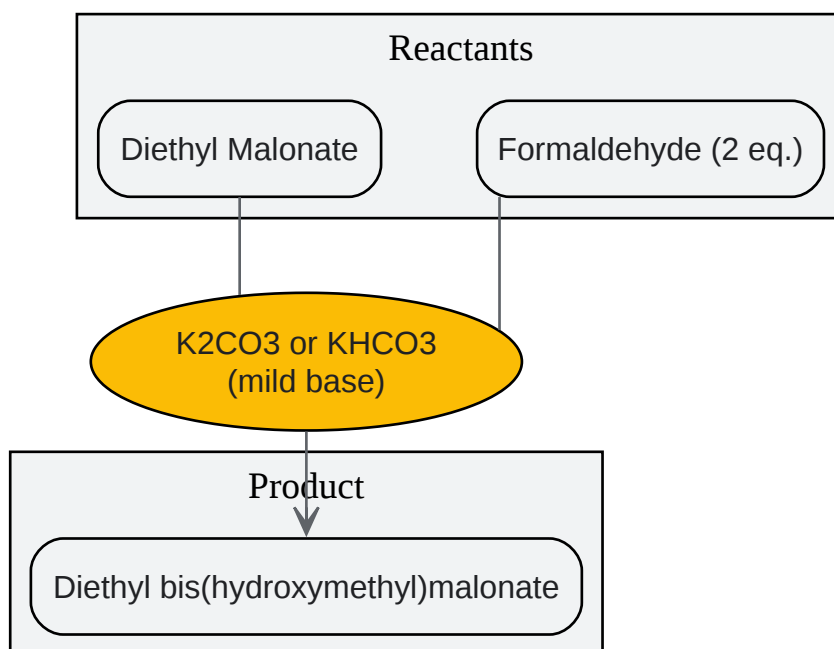 Reactants
Diethyl Malonate
Formaldehyde (2 eq.)
K2CO3 or KHCO3
(mild base)
Product
Diethyl bis(hydroxymethyl)malonate